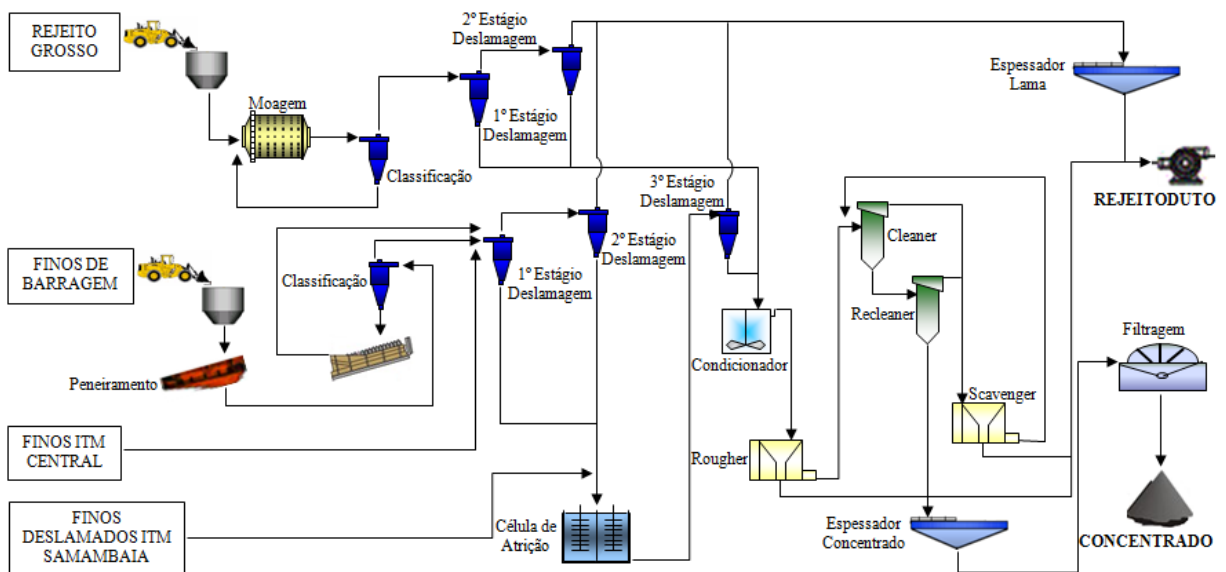 REJEITO
GROSSO
2º Estágio
Deslamagem
Espessador
Lama
Moagem
1º Estágio
Deslamagem
Classificação
3º Estágio
Deslamagem
REJEITODUTO
Cleaner
2º Estágio
Deslamagem
FINOS DE
BARRAGEM
Classificação
1º Estágio
Deslamagem
Recleaner
Filtragem
Condicionador
Peneiramento
Scavenger
FINOS ITM
CENTRAL
Rougher
FINOS
DESLAMADOS ITM
SAMAMBAIA
Célula de
Atrição
Espessador
Concentrado
CONCENTRADO